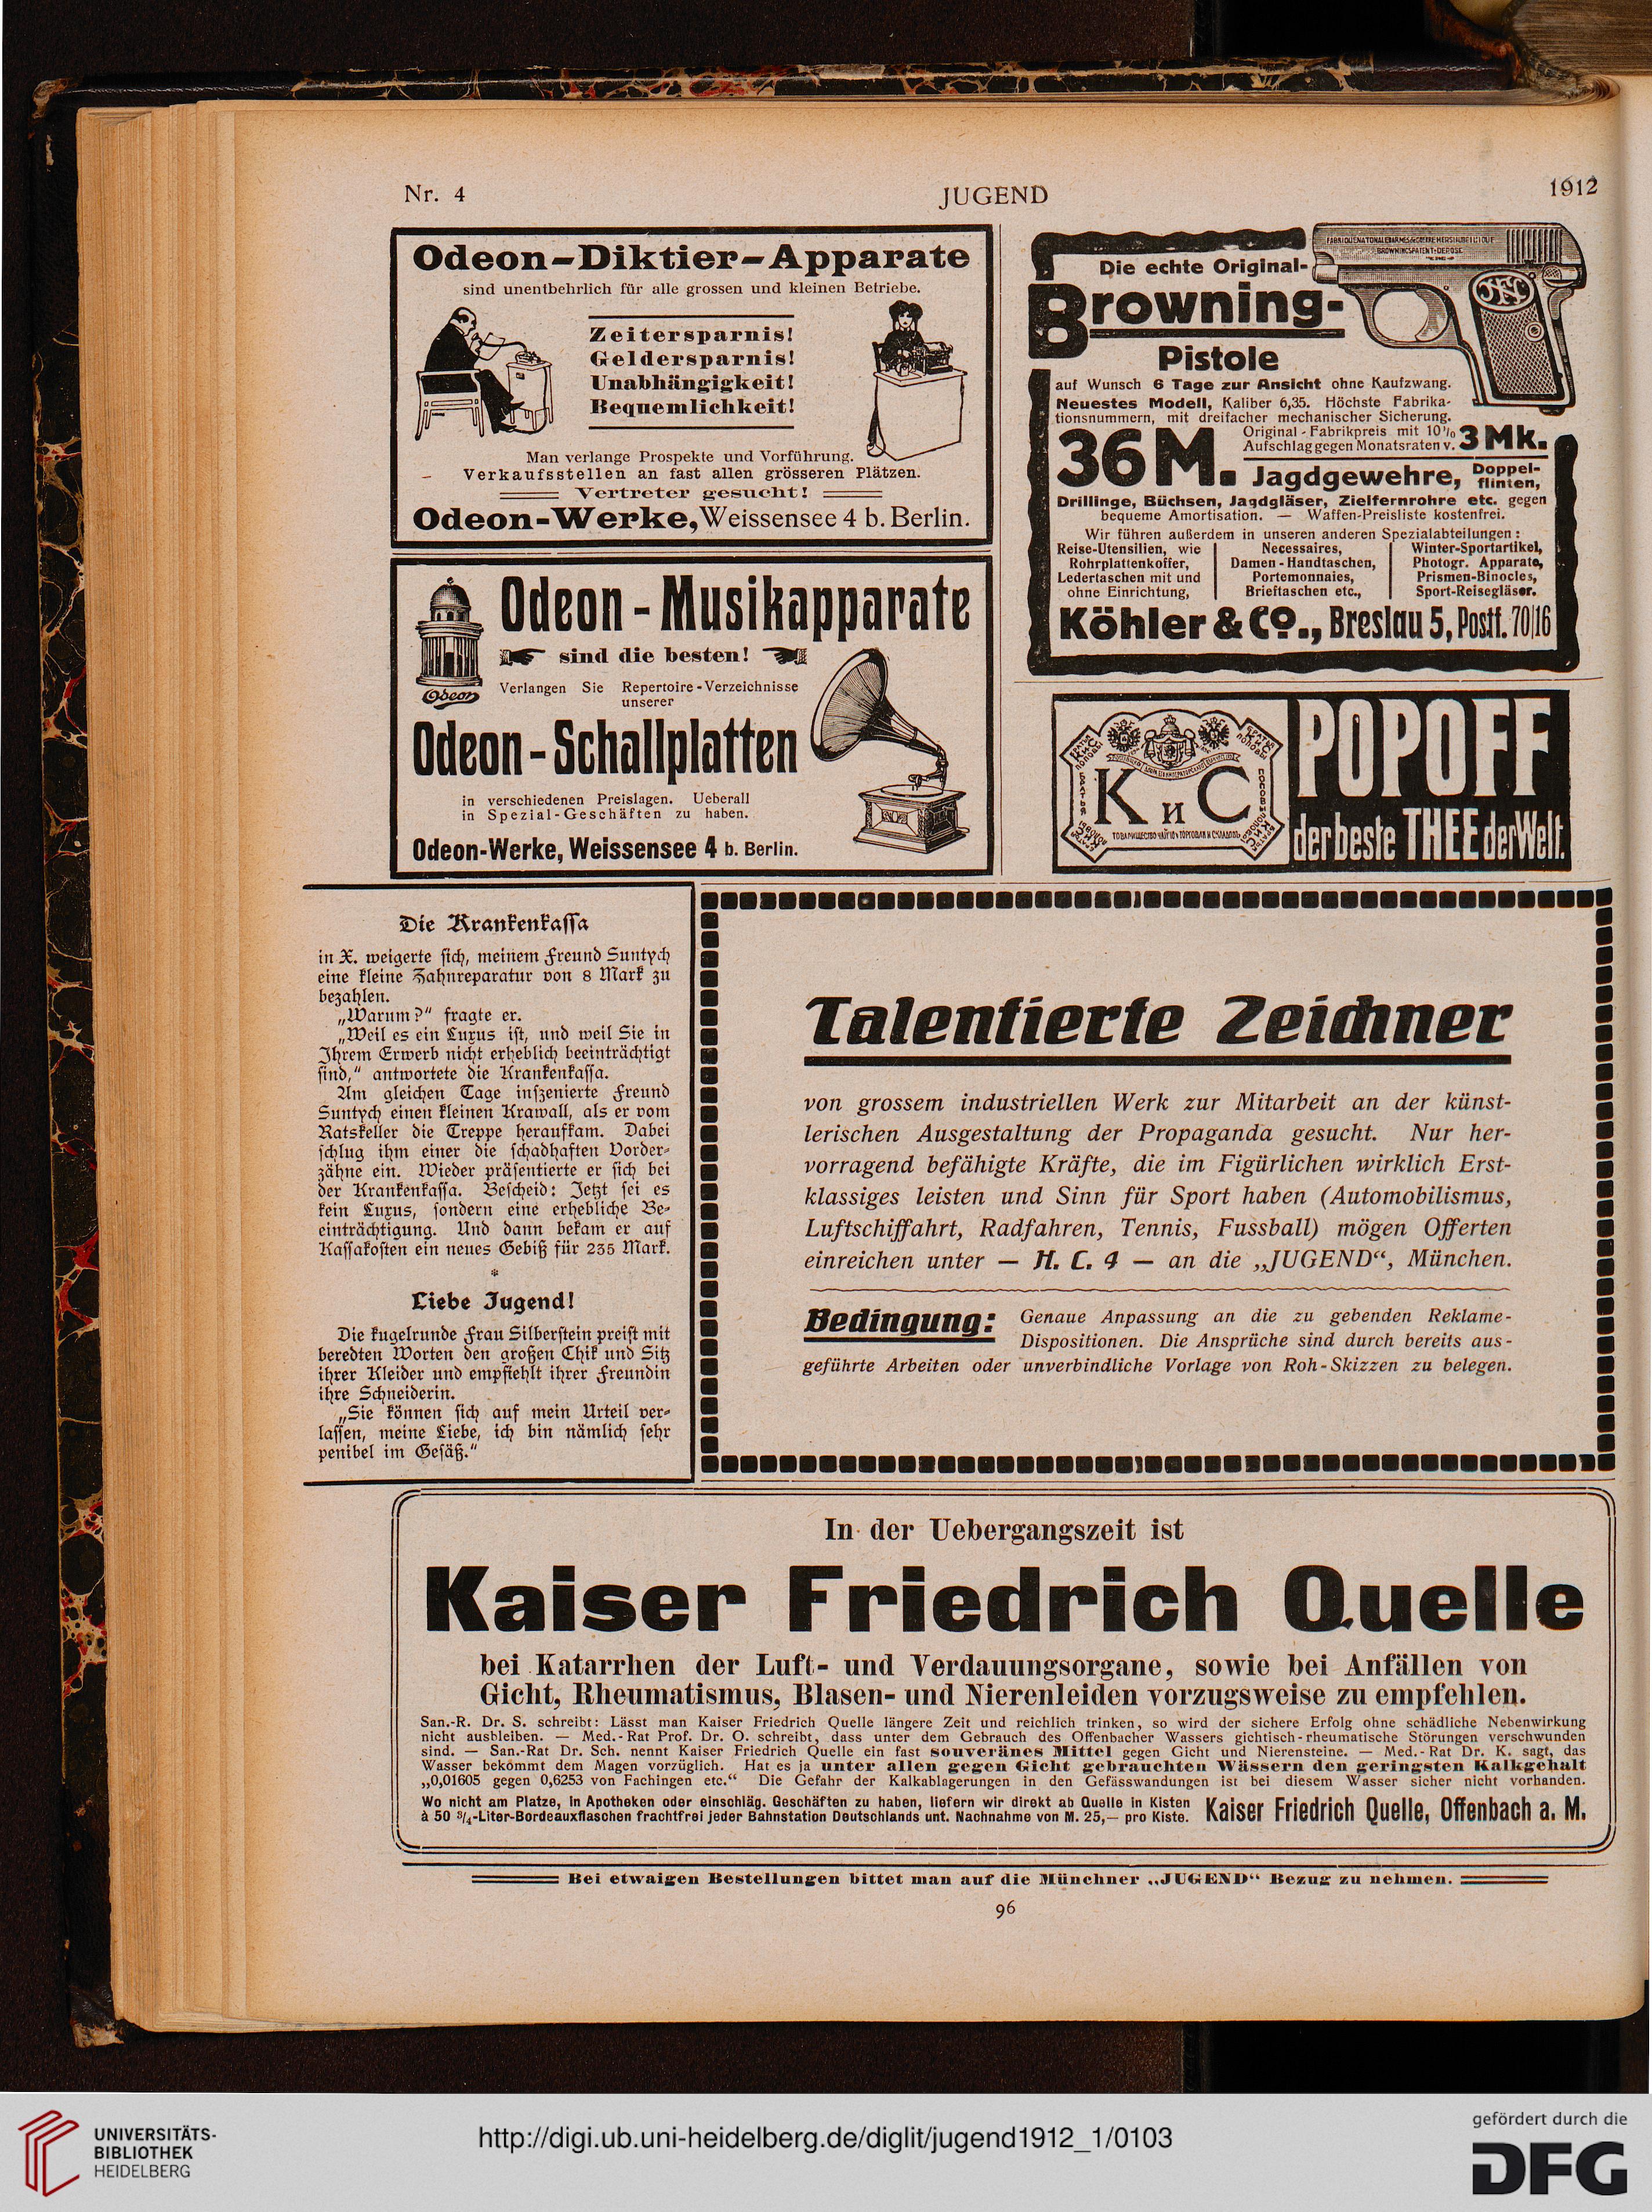 Nr. 4
JUGEND
1912
Odeon-Diktier-Apparate
sind unentbehrlich für alle grossen und kleinen Betriebe.
Zeitersparnis!
Geldersparnis!
Unabhängigkeit!
Bequemlichkeit!
Man verlange Prospekte und Vorführung.
Verkaufsstellen an fast allen grösseren Plätzen.
Vertreter gesucht!
Odeon-Werke, Weissensee 4 b. Berlin.
Odeon-Musikapparate
sind die besten!
Odeon
Verlangen Sie Repertoire-Verzeichnisse
unserer
Odeon-Schallplatten
in verschiedenen Preislagen. Ueberall
in Spezial-Geschäften zu haben.
Odeon-Werke, Weissensee 4 b. Berlin.
Die echte Original-
Browning-
Pistole
FN
auf Wunsch 6 Tage zur Ansicht ohne Kaufzwang.
Neuestes Modell, Kaliber 6,35. Höchste Fabrika-
tionsnummern, mit dreifacher mechanischer Sicherung.
36 M. Original-Fabrikpreis mit 10%
Aufschlag gegen Monatsraten v. 3 Mk.
Jagdgewehre, Doppel-
flinten,
Drillinge, Büchsen, Jagdgläser, Zielfernrohre etc. gegen
bequeme Amortisation. — Waffen-Preisliste kostenfrei.
Wir führen außerdem in unseren anderen Spezialabteilungen:
Reise-Utensilien, wie
Rohrplattenkoffer,
Ledertaschen mit und
ohne Einrichtung,
Necessaires,
Damen-Handtaschen,
Portemonnaies,
Brieftaschen etc.,
Winter-Sportartikel,
Photogr. Apparate,
Prismen-Binocles,
Sport-Reisegläser.
Köhler & Co., Breslau 5, Postf. 70/16
К и С
POPOFF
der beste THEE der Welt.
Die Krankenkassa
in X. weigerte sich, meinem Freund Suntych
eine kleine Zahnreparatur von 8 Mark zu
bezahlen.
„Warum?“ fragte er.
„Weil es ein Luxus ist, und weil Sie in
Ihrem Erwerb nicht erheblich beeinträchtigt
sind,“ antwortete die Krankenkassa.
Am gleichen Tage inszenierte Freund
Suntych einen kleinen Krawall, als er vom
Ratskeller die Treppe heraufkam. Dabei
schlug ihm einer die schadhaften Vorder-
zähne ein. Wieder präsentierte er sich bei
der Krankenkassa. Bescheid: Jetzt sei es
kein Luxus, sondern eine erhebliche Be-
einträchtigung. Und dann bekam er auf
Kassakosten ein neues Gebiß für 235 Mark.
*
Liebe Jugend!
Die kugelrunde Frau Silberstein preist mit
beredten Worten den großen Chik und Sitz
ihrer Kleider und empfiehlt ihrer Freundin
ihre Schneiderin.
„Sie können sich auf mein Urteil ver-
lassen, meine Liebe, ich bin nämlich sehr
penibel im Gesäß.“
Talentierte Zeichner
von grossem industriellen Werk zur Mitarbeit an der künst-
lerischen Ausgestaltung der Propaganda gesucht. Nur her-
vorragend befähigte Kräfte, die im Figürlichen wirklich Erst-
klassiges leisten und Sinn für Sport haben (Automobilismus,
Luftschiffahrt, Radfahren, Tennis, Fussball) mögen Offerten
einreichen unter — H. C. 4 — an die „JUGEND“, München.
Bedingung: Genaue Anpassung an die zu gebenden Reklame-
Dispositionen. Die Ansprüche sind durch bereits aus-
geführte Arbeiten oder unverbindliche Vorlage von Roh-Skizzen zu belegen.
In der Uebergangszeit ist
Kaiser Friedrich Quelle
bei Katarrhen der Luft- und Verdauungsorgane, sowie bei Anfällen von
Gicht, Rheumatismus, Blasen- und Nierenleiden vorzugsweise zu empfehlen.
San.-R. Dr. S. schreibt: Lässt man Kaiser Friedrich Quelle längere Zeit und reichlich trinken, so wird der sichere Erfolg ohne schädliche Nebenwirkung
nicht ausbleiben. — Med.-Rat Prof. Dr. O. schreibt, dass unter dem Gebrauch des Offenbacher Wassers gichtisch-rheumatische Störungen verschwunden
sind. — San.-Rat Dr. Sch. nennt Kaiser Friedrich Quelle ein fast souveränes Mittel gegen Gicht und Nierensteine. — Med.-Rat Dr. K. sagt, das
Wasser bekommt dem Magen vorzüglich. Hat es ja unter allen gegen Gicht gebrauchten Wässern den geringsten Kalkgehalt
„0,01605 gegen 0,6253 von Fachingen etc.“ Die Gefahr der Kalkablagerungen in den Gefässwandungen ist bei diesem Wasser sicher nicht vorhanden.
Wo nicht am Platze, in Apotheken oder einschläg. Geschäften zu haben, liefern wir direkt ab Quelle in Kisten
à 50 3/4-Liter-Bordeauxflaschen frachtfrei jeder Bahnstation Deutschlands unt. Nachnahme von M. 25,— pro Kiste.
Kaiser Friedrich Quelle, Offenbach a. M.
Bei etwaigen Bestellungen bittet man auf die Münchner „JUGEND“ Bezug zu nehmen.
96
UNIVERSITÄTS-
BIBLIOTHEK
HEIDELBERG
http://digi.ub.uni-heidelberg.de/diglit/jugend1912_1/0103
gefördert durch die
DFG